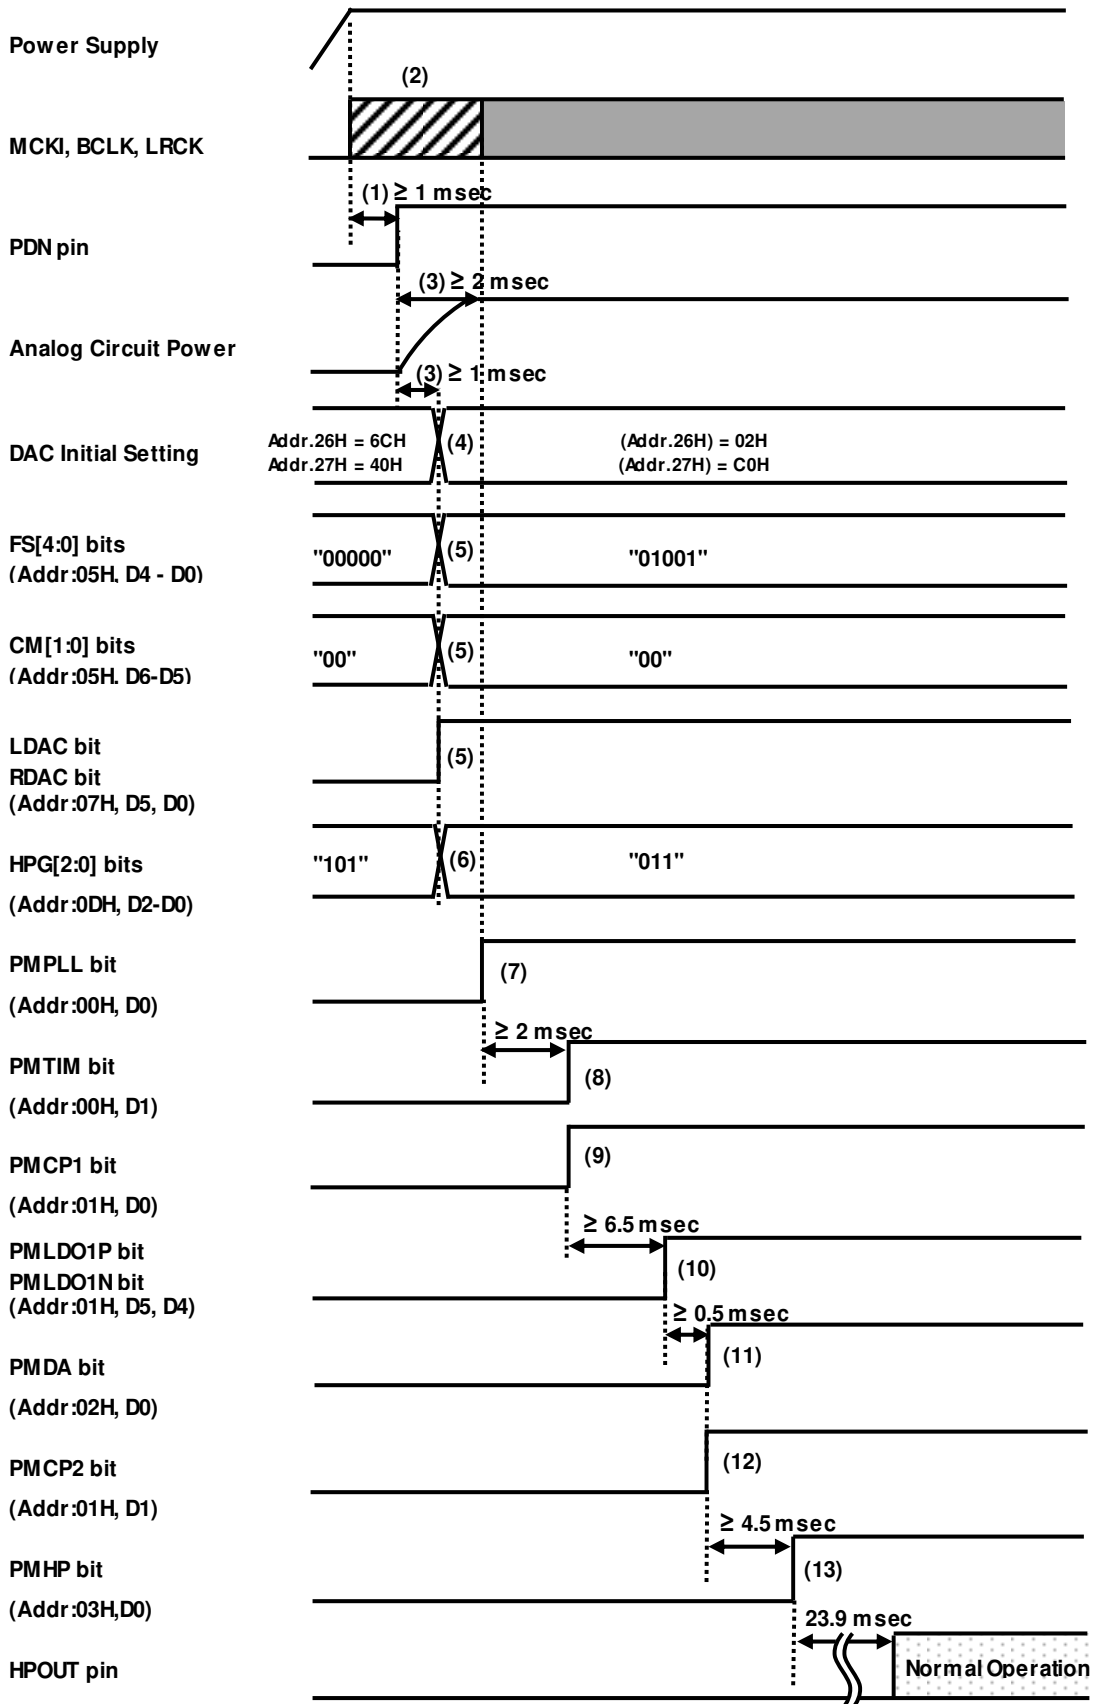 Power Supply
(2)
MCKI, BCLK, LRCK
(1) ≥ 1 msec
PDN pin
(3) ≥ 2 msec
Analog Circuit Power
(3) ≥ 1 msec
DAC Initial Setting
Addr.26H = 6CH
Addr.27H = 40H
(4)
(Addr.26H) = 02H
(Addr.27H) = C0H
FS[4:0] bits
(Addr:05H, D4 - D0)
"00000"
(5)
"01001"
CM[1:0] bits
(Addr:05H, D6-D5)
"00"
(5)
"00"
LDAC bit
RDAC bit
(Addr:07H, D5, D0)
(5)
HPG[2:0] bits
(Addr:0DH, D2-D0)
"101"
(6)
"011"
PMPLL bit
(Addr:00H, D0)
(7)
≥ 2 msec
PMTIM bit
(Addr:00H, D1)
(8)
PMCP1 bit
(Addr:01H, D0)
(9)
≥ 6.5 msec
PMLDO1P bit
PMLDO1N bit
(Addr:01H, D5, D4)
(10)
≥ 0.5 msec
PMDA bit
(Addr:02H, D0)
(11)
PMCP2 bit
(Addr:01H, D1)
(12)
≥ 4.5 msec
PMHP bit
(Addr:03H,D0)
(13)
23.9 msec
HPOUT pin
Normal Operation